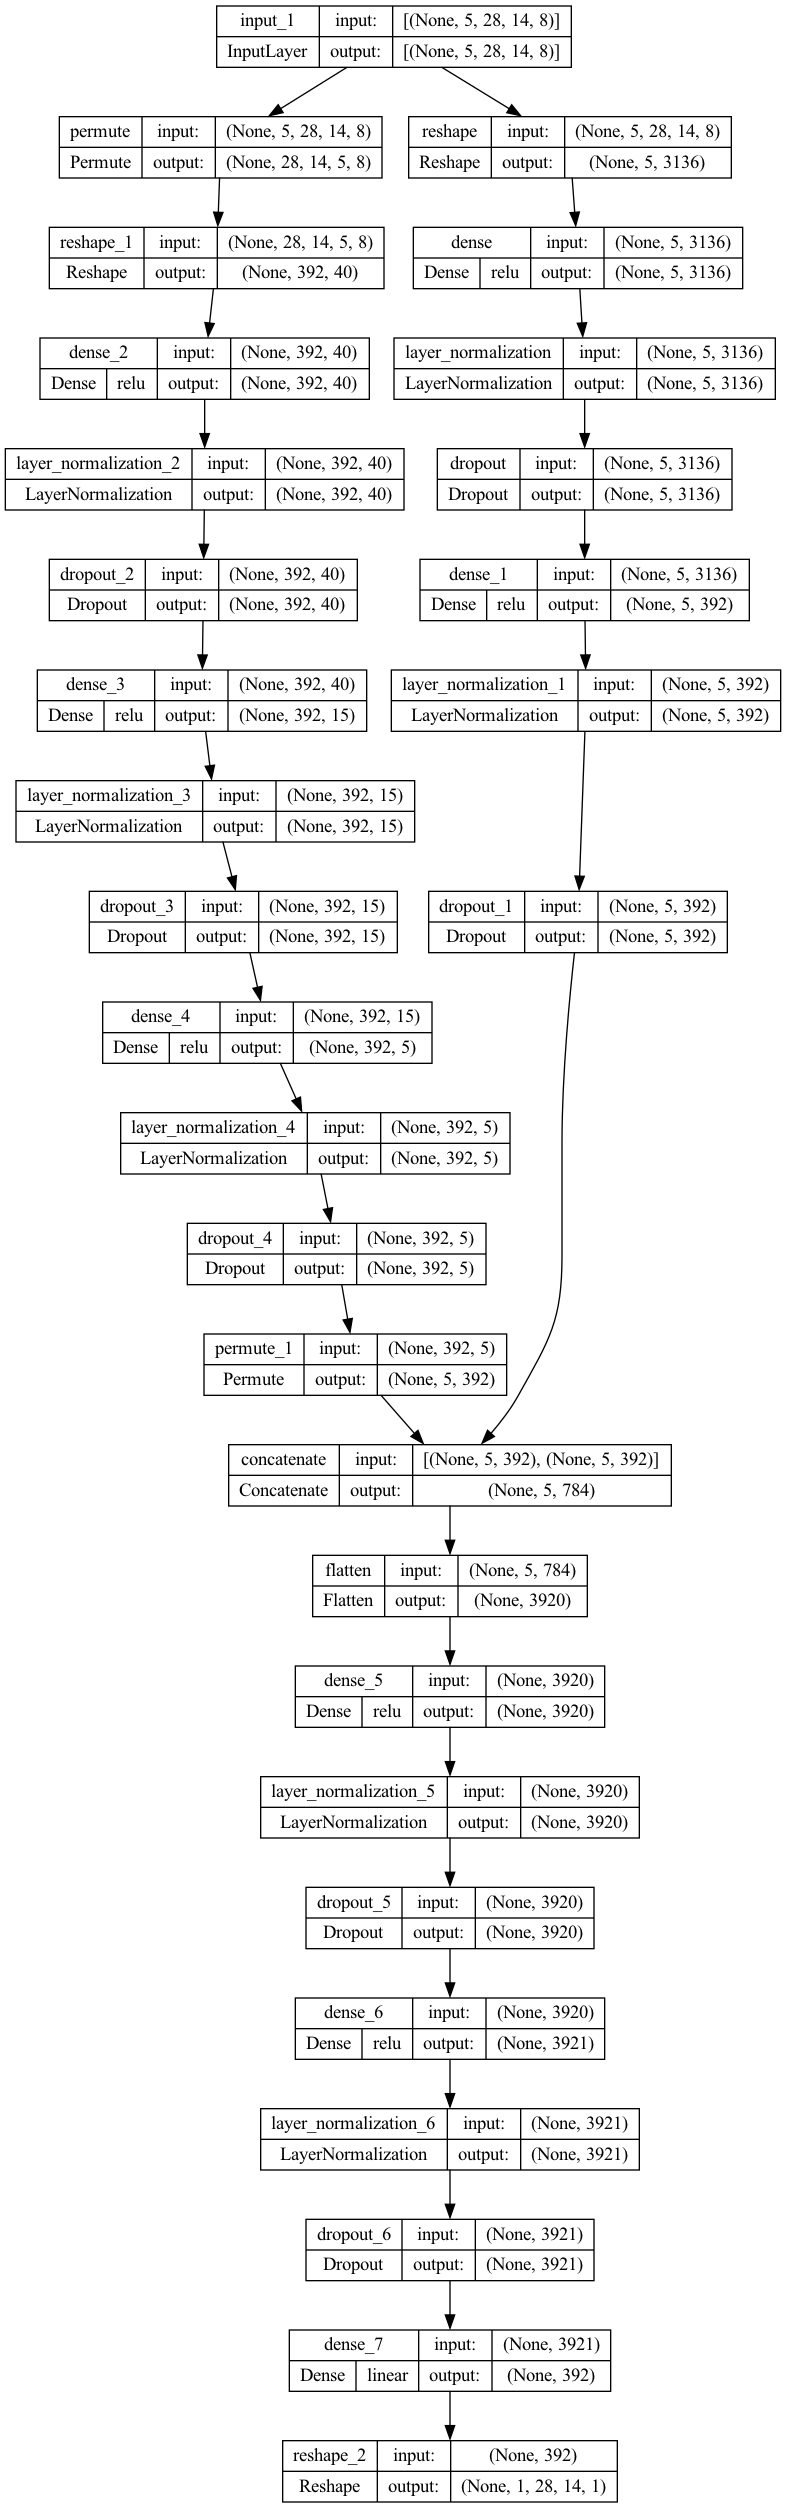 input_1 input: [(None, 5, 28, 14, 8)]
InputLayer output: [(None, 5, 28, 14, 8)]
permute input: (None, 5, 28, 14, 8)
Permute output: (None, 28, 14, 5, 8)
reshape input: (None, 5, 28, 14, 8)
Reshape output: (None, 5, 3136)
reshape_1 input: (None, 28, 14, 5, 8)
Reshape output: (None, 392, 40)
dense input: (None, 5, 3136)
Dense relu output: (None, 5, 3136)
dense_2 input: (None, 392, 40)
Dense relu output: (None, 392, 40)
layer_normalization input: (None, 5, 3136)
LayerNormalization output: (None, 5, 3136)
layer_normalization_2 input: (None, 392, 40)
LayerNormalization output: (None, 392, 40)
dropout input: (None, 5, 3136)
Dropout output: (None, 5, 3136)
dropout_2 input: (None, 392, 40)
Dropout output: (None, 392, 40)
dense_1 input: (None, 5, 3136)
Dense relu output: (None, 5, 392)
dense_3 input: (None, 392, 40)
Dense relu output: (None, 392, 15)
layer_normalization_1 input: (None, 5, 392)
LayerNormalization output: (None, 5, 392)
layer_normalization_3 input: (None, 392, 15)
LayerNormalization output: (None, 392, 15)
dropout_3 input: (None, 392, 15)
Dropout output: (None, 392, 15)
dropout_1 input: (None, 5, 392)
Dropout output: (None, 5, 392)
dense_4 input: (None, 392, 15)
Dense relu output: (None, 392, 5)
layer_normalization_4 input: (None, 392, 5)
LayerNormalization output: (None, 392, 5)
dropout_4 input: (None, 392, 5)
Dropout output: (None, 392, 5)
permute_1 input: (None, 392, 5)
Permute output: (None, 5, 392)
concatenate input: [(None, 5, 392), (None, 5, 392)]
Concatenate output: (None, 5, 784)
flatten input: (None, 5, 784)
Flatten output: (None, 3920)
dense_5 input: (None, 3920)
Dense relu output: (None, 3920)
layer_normalization_5 input: (None, 3920)
LayerNormalization output: (None, 3920)
dropout_5 input: (None, 3920)
Dropout output: (None, 3920)
dense_6 input: (None, 3920)
Dense relu output: (None, 3921)
layer_normalization_6 input: (None, 3921)
LayerNormalization output: (None, 3921)
dropout_6 input: (None, 3921)
Dropout output: (None, 3921)
dense_7 input: (None, 3921)
Dense linear output: (None, 392)
reshape_2 input: (None, 392)
Reshape output: (None, 1, 28, 14, 1)